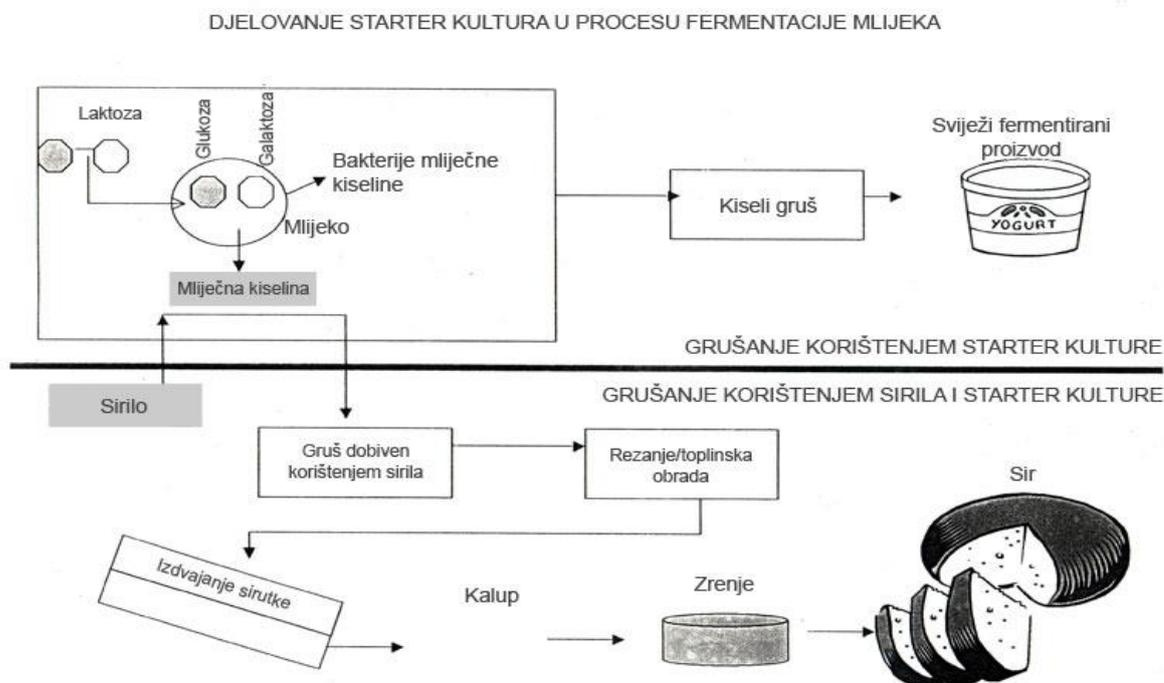 DJELOVANJE STARTER KULTURA U PROCESU FERMENTACIJE MLIJEKA
Laktoza
Glukoza
Galaktoza
Bakterije mliječne
kiseline
Mlijeko
Mliječna kiselina
Kiseli gruš
Sviježi fermentirani
proizvod
YOGURT
GRUŠANJE KORIŠTENJEM STARTER KULTURE
GRUŠANJE KORIŠTENJEM SIRILA I STARTER KULTURE
Sirilo
Gruš dobiven
korištenjem sirila
Rezanje/toplinska
obrada
Izdvajanje sirutke
Kalup
Zrenje
Sir